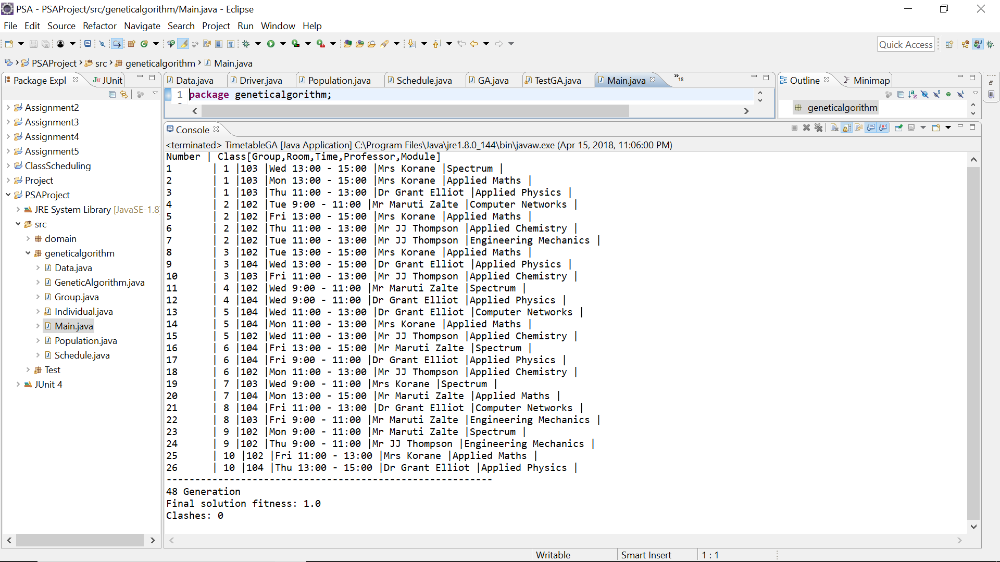 PSA - PSAProject/src/geneticalgorithm/Main.java - Eclipse
File Edit Source Refactor Navigate Search Project Run Window Help
Quick Access
PSAProject src geneticalgorithm Main.java
Package Expl JUnit
Data.java Driver.java Population.java Schedule.java GA.java TestGA.java Main.java »18
Outline Minimap
1 package geneticalgorithm;
geneticalgorithm
Assignment2
Assignment3
Assignment4
Assignment5
ClassScheduling
Project
PSAProject
JRE System Library [JavaSE-1.8
src
domain
geneticalgorithm
Data.java
GeneticAlgorithm.java
Group.java
Individual.java
Main.java
Population.java
Schedule.java
Test
JUnit 4
Console
<terminated> TimetableGA [Java Application] C:\Program Files\Java\jre1.8.0_144\bin\javaw.exe (Apr 15, 2018, 11:06:00 PM)
Number | Class[Group,Room,Time,Professor,Module]
1 | 1 |103 |Wed 13:00 - 15:00 |Mrs Korane |Spectrum |
2 | 1 |103 |Mon 13:00 - 15:00 |Mrs Korane |Applied Maths |
3 | 1 |103 |Thu 11:00 - 13:00 |Dr Grant Elliot |Applied Physics |
4 | 2 |102 |Tue 9:00 - 11:00 |Mr Maruti Zalte |Computer Networks |
5 | 2 |102 |Fri 13:00 - 15:00 |Mrs Korane |Applied Maths |
6 | 2 |102 |Thu 11:00 - 13:00 |Mr JJ Thompson |Applied Chemistry |
7 | 2 |102 |Tue 11:00 - 13:00 |Mr JJ Thompson |Engineering Mechanics |
8 | 3 |102 |Tue 13:00 - 15:00 |Mrs Korane |Applied Maths |
9 | 3 |104 |Wed 13:00 - 15:00 |Dr Grant Elliot |Applied Physics |
10 | 3 |103 |Fri 11:00 - 13:00 |Mr JJ Thompson |Applied Chemistry |
11 | 4 |102 |Wed 9:00 - 11:00 |Mr Maruti Zalte |Spectrum |
12 | 4 |104 |Wed 9:00 - 11:00 |Dr Grant Elliot |Applied Physics |
13 | 5 |104 |Wed 11:00 - 13:00 |Dr Grant Elliot |Computer Networks |
14 | 5 |104 |Mon 11:00 - 13:00 |Mrs Korane |Applied Maths |
15 | 5 |102 |Wed 11:00 - 13:00 |Mr JJ Thompson |Applied Chemistry |
16 | 6 |104 |Fri 13:00 - 15:00 |Mr Maruti Zalte |Spectrum |
17 | 6 |104 |Fri 9:00 - 11:00 |Dr Grant Elliot |Applied Physics |
18 | 6 |102 |Mon 11:00 - 13:00 |Mr JJ Thompson |Applied Chemistry |
19 | 7 |103 |Wed 9:00 - 11:00 |Mrs Korane |Spectrum |
20 | 7 |104 |Mon 13:00 - 15:00 |Mr Maruti Zalte |Applied Maths |
21 | 8 |104 |Fri 11:00 - 13:00 |Dr Grant Elliot |Computer Networks |
22 | 8 |103 |Fri 9:00 - 11:00 |Mr Maruti Zalte |Engineering Mechanics |
23 | 9 |102 |Mon 9:00 - 11:00 |Mr Maruti Zalte |Spectrum |
24 | 9 |102 |Thu 9:00 - 11:00 |Mr JJ Thompson |Engineering Mechanics |
25 | 10 |102 |Fri 11:00 - 13:00 |Mrs Korane |Applied Maths |
26 | 10 |104 |Thu 13:00 - 15:00 |Dr Grant Elliot |Applied Physics |
---------------------------------------------------------
48 Generation
Final solution fitness: 1.0
Clashes: 0
Writable Smart Insert 1 : 1